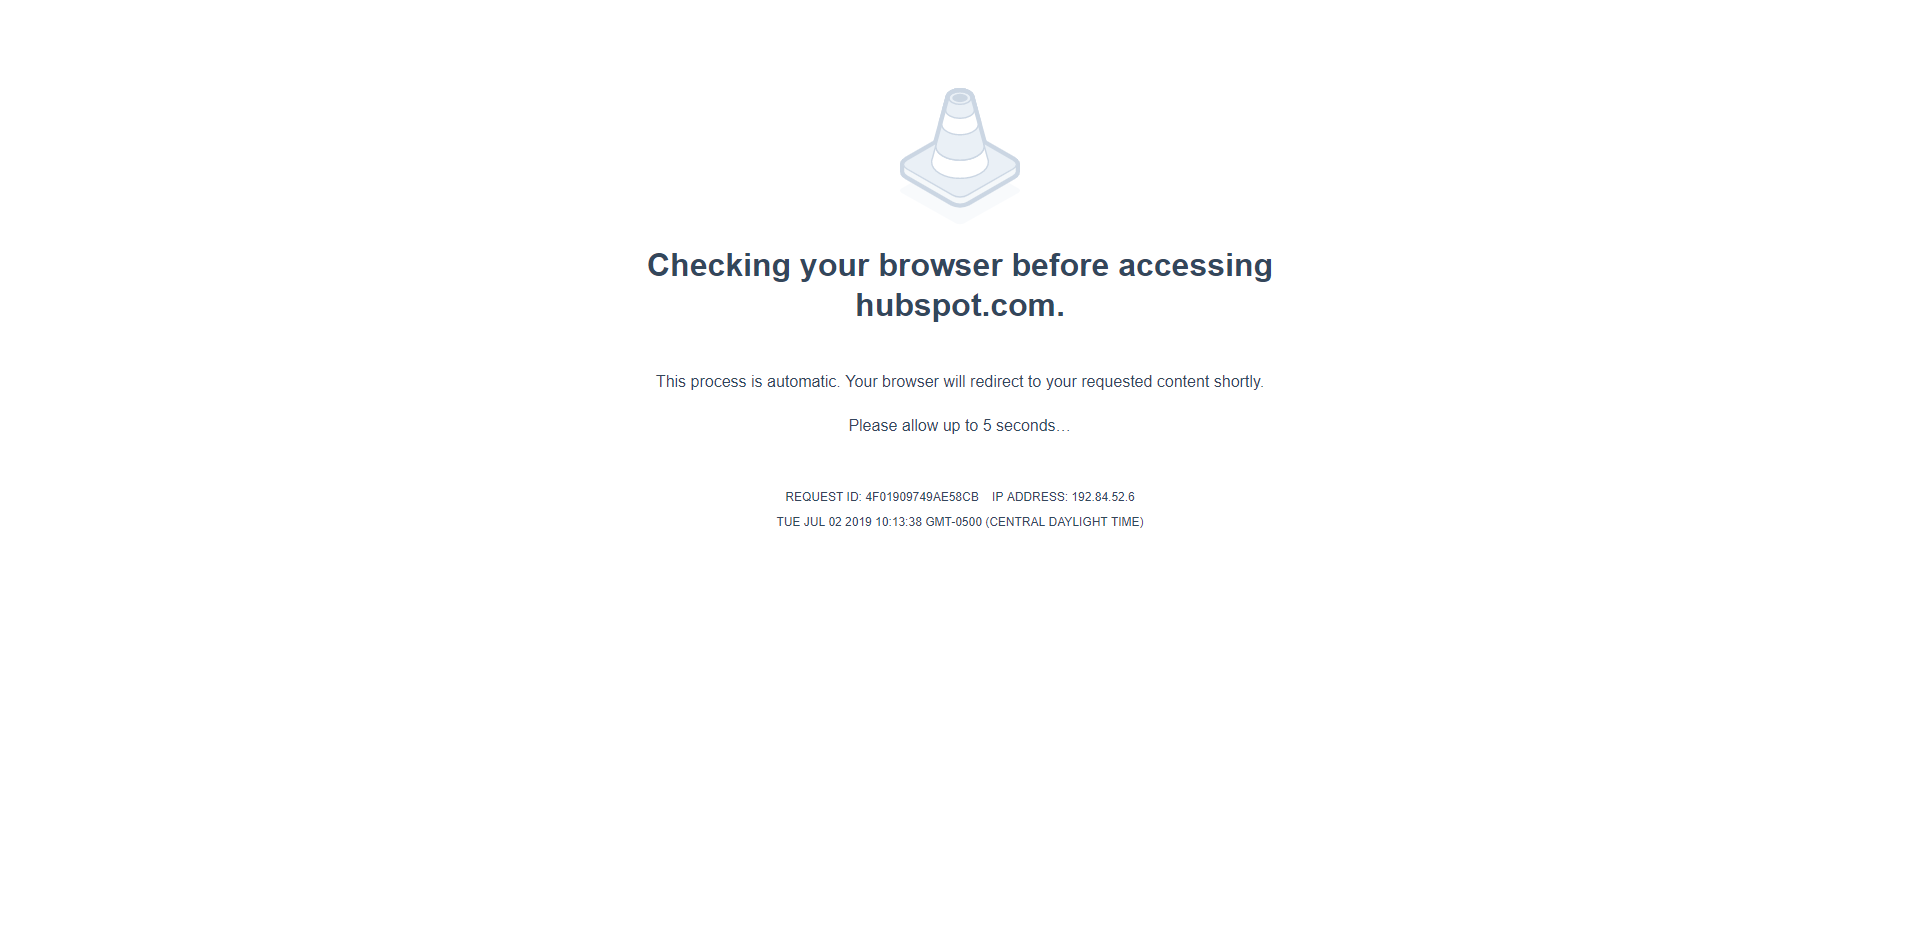 Checking your browser before accessing
hubspot.com.
This process is automatic. Your browser will redirect to your requested content shortly.
Please allow up to 5 seconds…
REQUEST ID: 4F01909749AE58CB IP ADDRESS: 192.84.52.6
TUE JUL 02 2019 10:13:38 GMT-0500 (CENTRAL DAYLIGHT TIME)